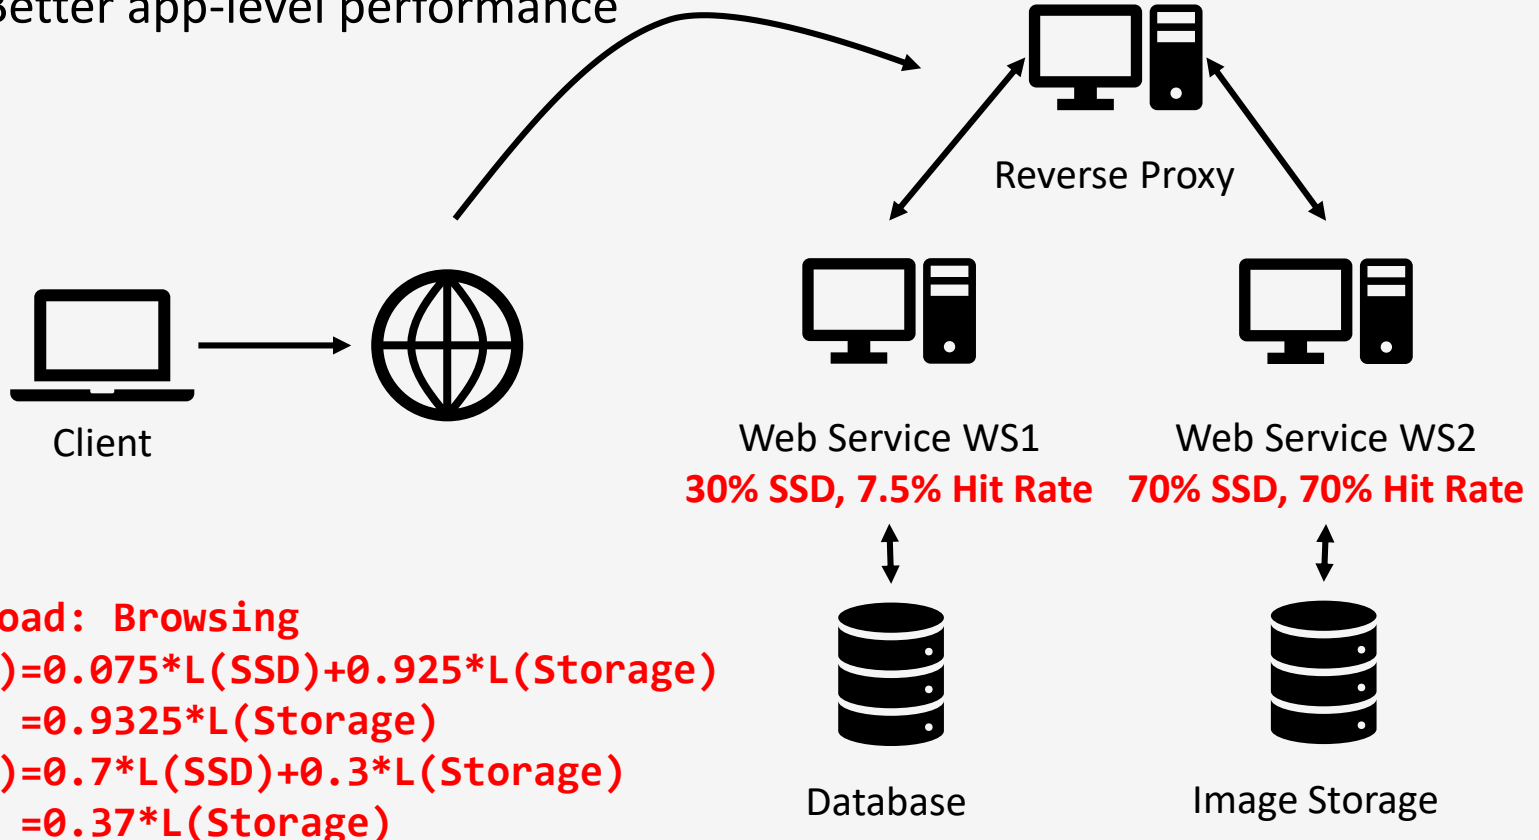 Better app-level performance
Reverse Proxy
Client
Web Service WS1
30% SSD, 7.5% Hit Rate
Web Service WS2
70% SSD, 70% Hit Rate
oad: Browsing
)=0.075*L(SSD)+0.925*L(Storage)
=0.9325*L(Storage)
)=0.7*L(SSD)+0.3*L(Storage)
=0.37*L(Storage)
Database
Image Storage